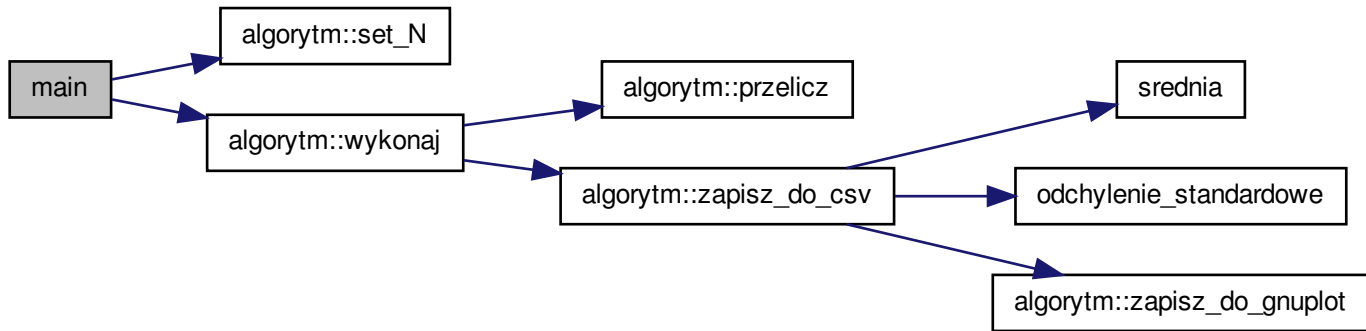 main
algorytm::set_N
algorytm::wykonaj
algorytm::przelicz
algorytm::zapisz_do_csv
srednia
odchylenie_standardowe
algorytm::zapisz_do_gnuplot